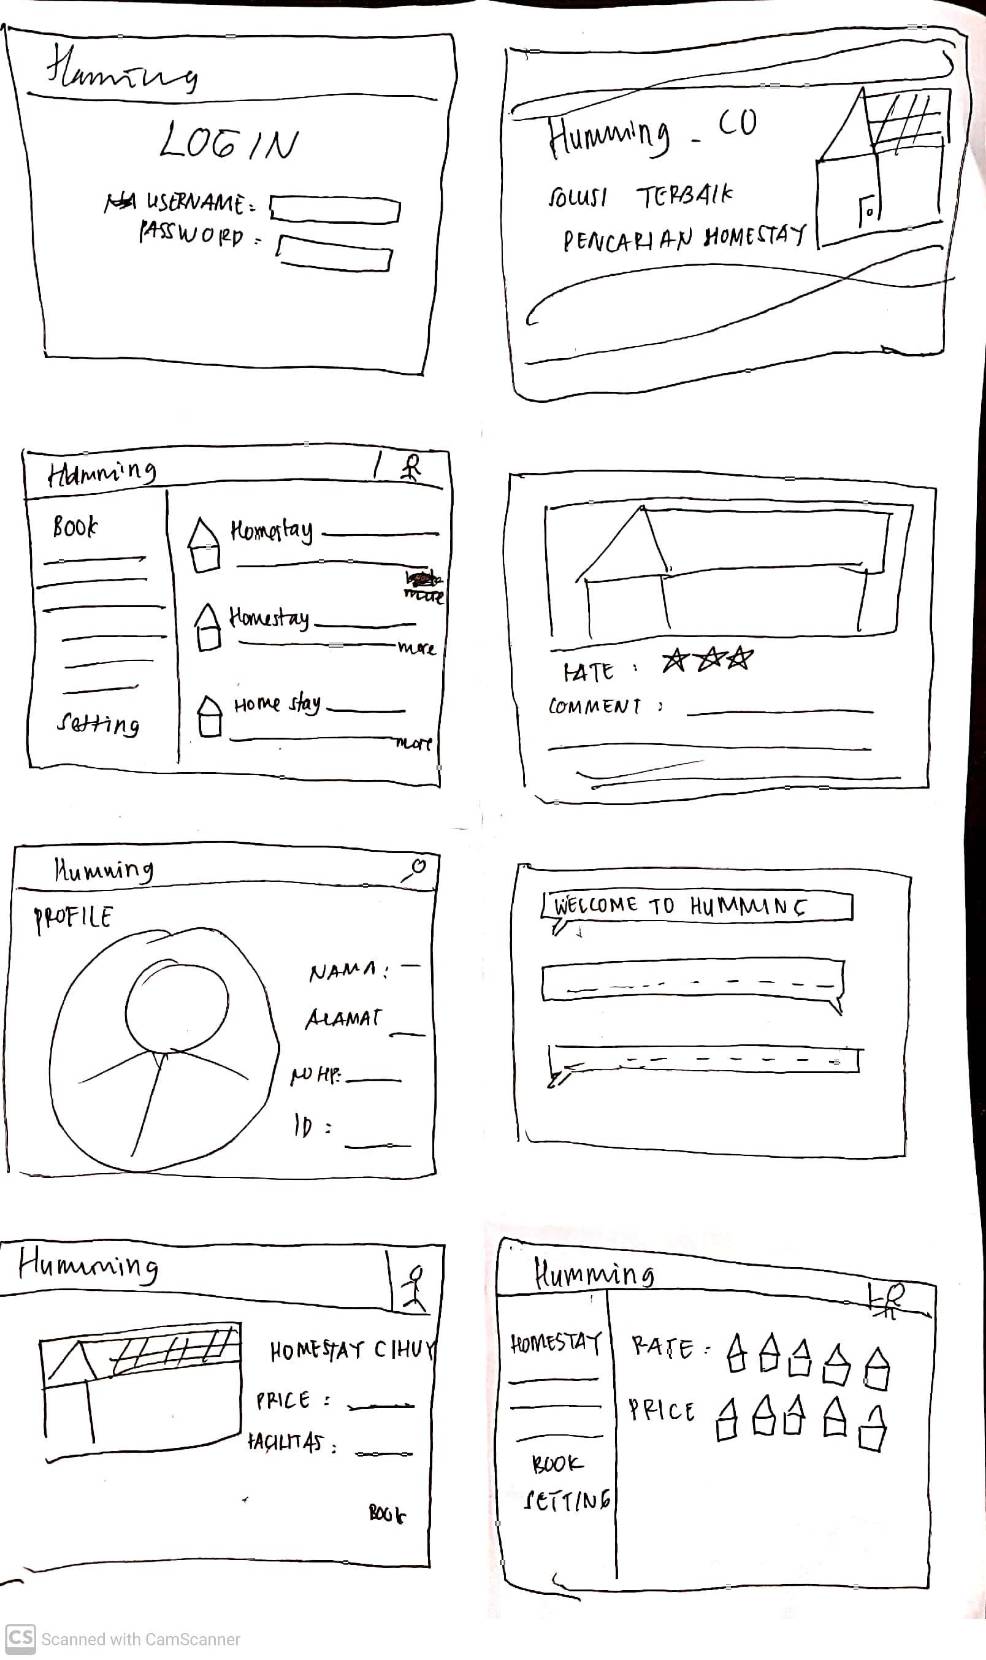 Humming
LOGIN
USERNAME :
PASSWORD :
Humming - CO
SOLUSI TERBAIK
PENCARIAN HOMESTAY
Humming
Book
Setting
Homestay
more
Homestay
more
Home stay
more
RATE :
COMMENT :
Humming
PROFILE
NAMA :
ALAMAT
NO HP:
ID :
WELCOME TO HUMMING
Humming
HOMESTAY CIHUY
PRICE :
FACILITAS :
BOOK
Humming
HOMESTAY
BOOK
SETTING
RATE :
PRICE
CS Scanned with CamScanner